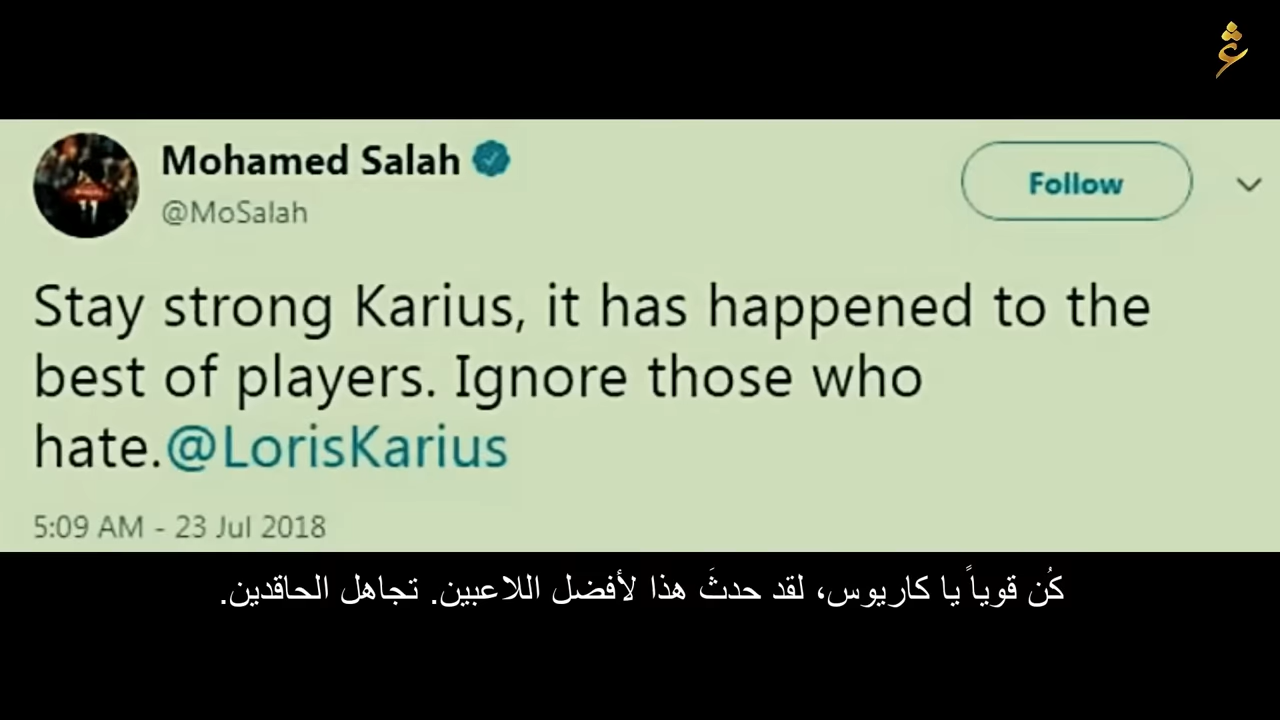 Mohamed Salah
@MoSalah
Follow
Stay strong Karius, it has happened to the
best of players. Ignore those who
hate.@LorisKarius
5:09 AM - 23 Jul 2018
كُن قوياً يا كاريوس، لقد حدثَ هذا لأفضل اللاعبين. تجاهل الحاقدين.